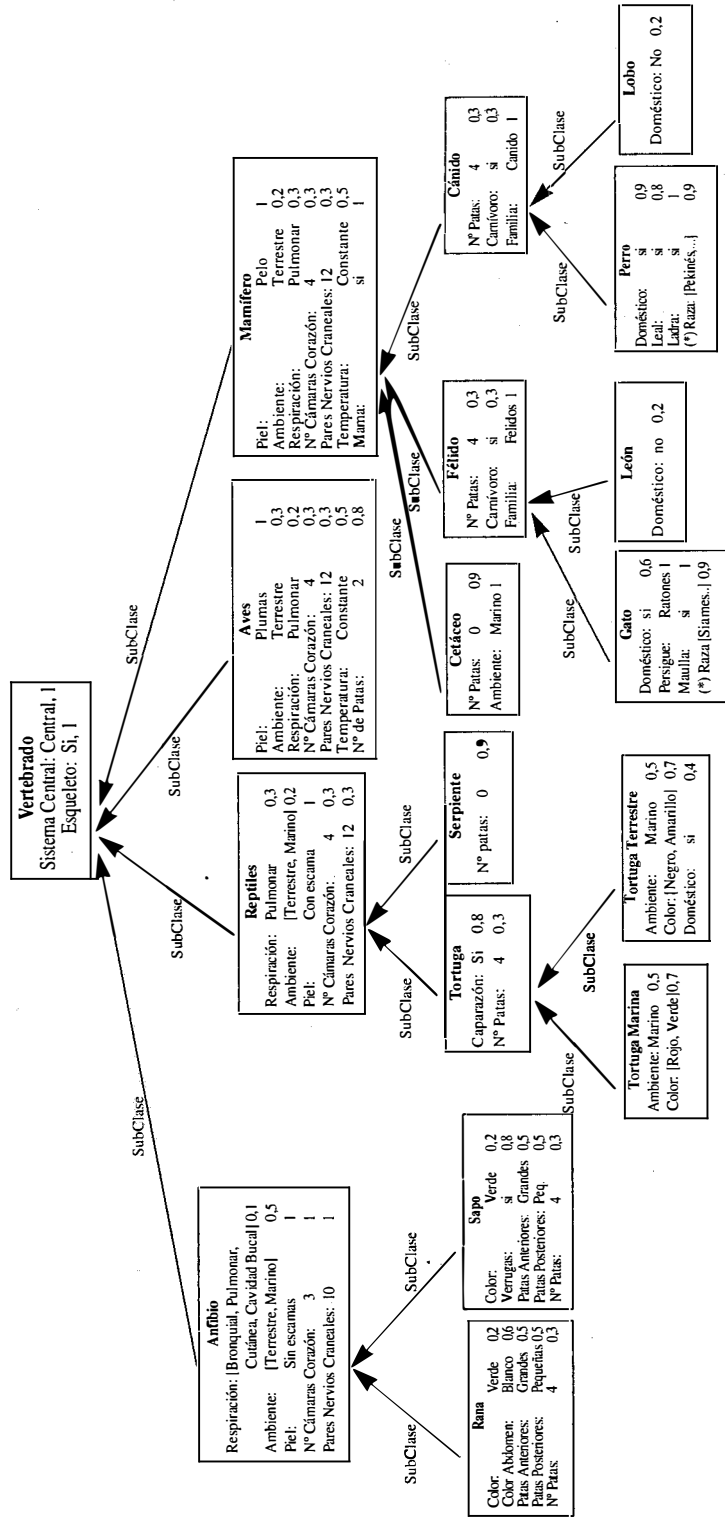 Vertebrado
Sistema Central: Central, 1
Esqueleto: Si, 1
SubClase
SubClase
SubClase
SubClase
Anfibio
Respiración: [Bronquial, Pulmonar,
Cutánea, Cavidad Bucal] 0,1
Ambiente: [Terrestre, Marino] 0,5
Piel: Sin escamas 1
Nº Cámaras Corazón: 3 1
Pares Nervios Craneales: 10 1
Reptiles
Respiración: Pulmonar 0,3
Ambiente: [Terrestre, Marino] 0,2
Piel: Con escama 1
Nº Cámaras Corazón: 4 0,3
Pares Nervios Craneales: 12 0,3
Aves
Piel: Plumas 1
Ambiente: Terrestre 0,3
Respiración: Pulmonar 0,2
Nº Cámaras Corazón: 4 0,3
Pares Nervios Craneales: 12 0,3
Temperatura: Constante 0,5
Nº de Patas: 2 0,8
Mamífero
Piel: Pelo 1
Ambiente: Terrestre 0,2
Respiración: Pulmonar 0,3
Nº Cámaras Corazón: 4 0,3
Pares Nervios Craneales: 12 0,3
Temperatura: Constante 0,5
Mama: si 1
SubClase
SubClase
SubClase
SubClase
SubClase
SubClase
SubClase
Rana
Color: Verde 0,2
Color Abdomen: Blanco 0,6
Patas Anteriores: Grandes 0,5
Patas Posteriores: Pequeñas 0,5
Nº Patas: 4 0,3
Sapo
Color: Verde 0,2
Verrugas: si 0,8
Patas Anteriores: Grandes 0,5
Patas Posteriores: Peq. 0,5
Nº Patas: 4 0,3
Tortuga
Caparazón: Si 0,8
Nº Patas: 4 0,3
Serpiente
Nº patas: 0 0,9
Cetáceo
Nº Patas: 0 0,9
Ambiente: Marino 1
Félido
Nº Patas: 4 0,3
Carnívoro: si 0,3
Familia: Felidos 1
Cánido
Nº Patas: 4 0,3
Carnívoro: si 0,3
Familia: Canido 1
SubClase
SubClase
SubClase
SubClase
SubClase
SubClase
Tortuga Marina
Ambiente: Marino 0,5
Color: [Rojo, Verde] 0,7
Tortuga Terrestre
Ambiente: Marino 0,5
Color: [Negro, Amarillo] 0,7
Doméstico: si 0,4
Gato
Doméstico: si 0,6
Persigue: Ratones 1
Maulla: si 1
(*) Raza [Siames..] 0,9
León
Doméstico: no 0,2
Perro
Doméstico: si 0,9
Leal: si 0,8
Ladra: si 1
(*) Raza: [Pekinés,...] 0,9
Lobo
Doméstico: No 0,2